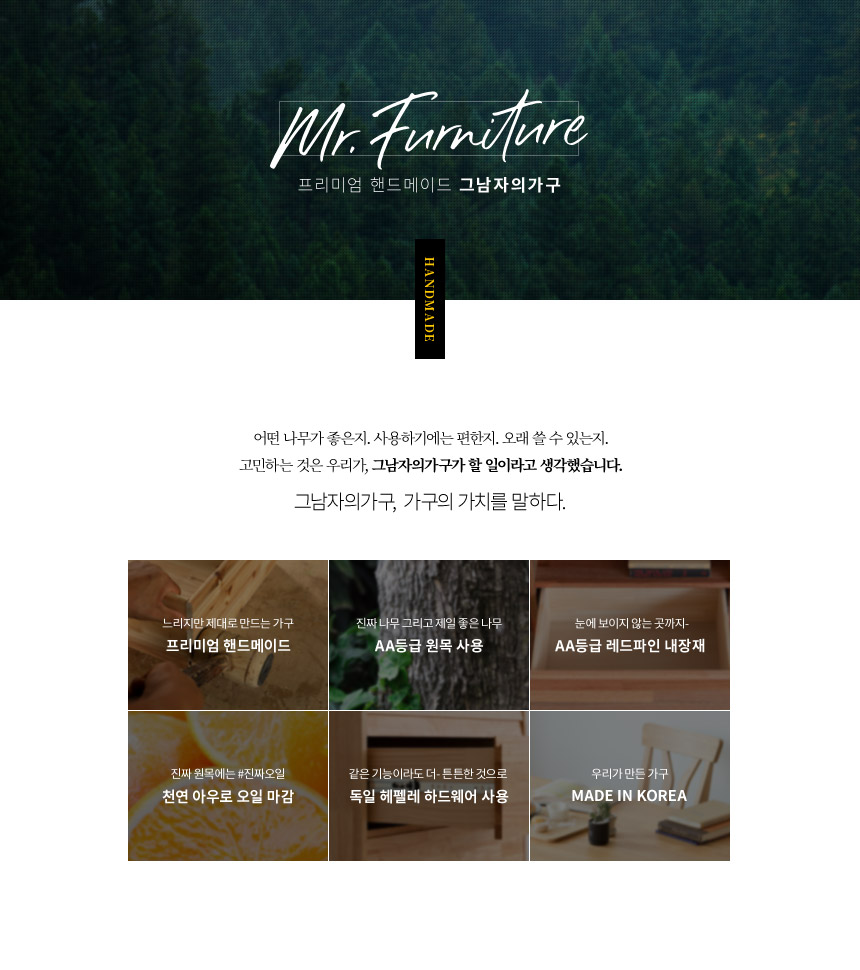 Mr. Furniture
프리미엄 핸드메이드 그남자의가구
HANDMADE
어떤 나무가 좋은지. 사용하기에는 편한지. 오래 쓸 수 있는지.
고민하는 것은 우리가, 그남자의가구가 할 일이라고 생각했습니다.
그남자의가구, 가구의 가치를 말하다.
느리지만 제대로 만드는 가구
프리미엄 핸드메이드
진짜 나무 그리고 제일 좋은 나무
AA등급 원목 사용
눈에 보이지 않는 곳까지-
AA등급 레드파인 내장재
진짜 원목에는 #진짜오일
천연 아우로 오일 마감
같은 기능이라도 더- 튼튼한 것으로
독일 헤펠레 하드웨어 사용
우리가 만든 가구
MADE IN KOREA